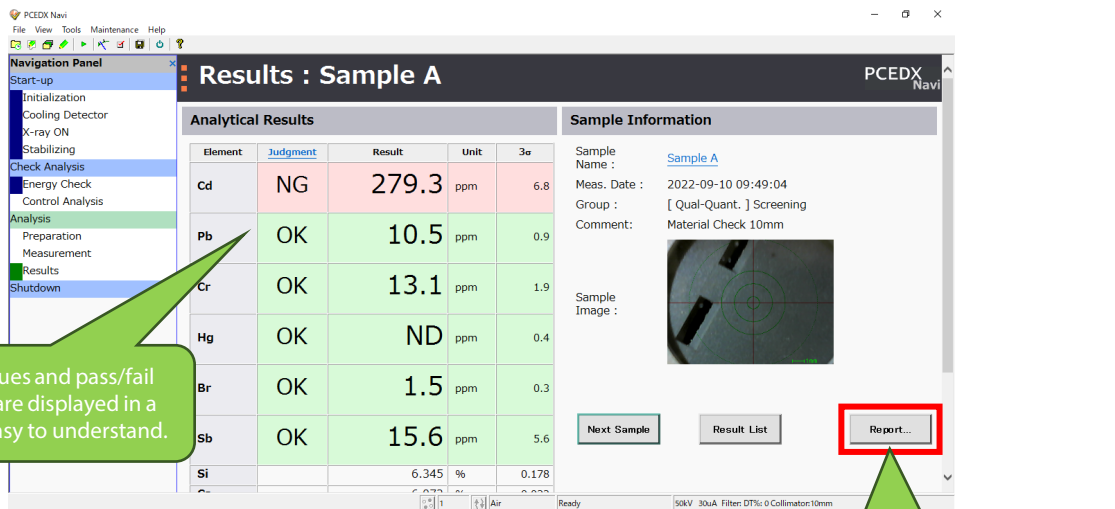 PCEDX Navi
File View Tools Maintenance Help
Navigation Panel ×
Start-up
Initialization
Cooling Detector
X-ray ON
Stabilizing
Check Analysis
Energy Check
Control Analysis
Analysis
Preparation
Measurement
Results
Shutdown
Results : Sample A
PCEDX
Navi
Analytical Results
Element Judgment Result Unit 3σ
Cd NG 279.3 ppm 6.8
Pb OK 10.5 ppm 0.9
Cr OK 13.1 ppm 1.9
Hg OK ND ppm 0.4
Br OK 1.5 ppm 0.3
Sb OK 15.6 ppm 5.6
Si 6.345 % 0.178
Sample Information
Sample
Name :
Sample A
Meas. Date : 2022-09-10 09:49:04
Group : [ Qual-Quant. ] Screening
Comment: Material Check 10mm
Sample
Image :
Next Sample Result List Report...
ues and pass/fail
are displayed in a
asy to understand.
1 Air Ready 50kV 30uA Filter: DT%: 0 Collimator:10mm